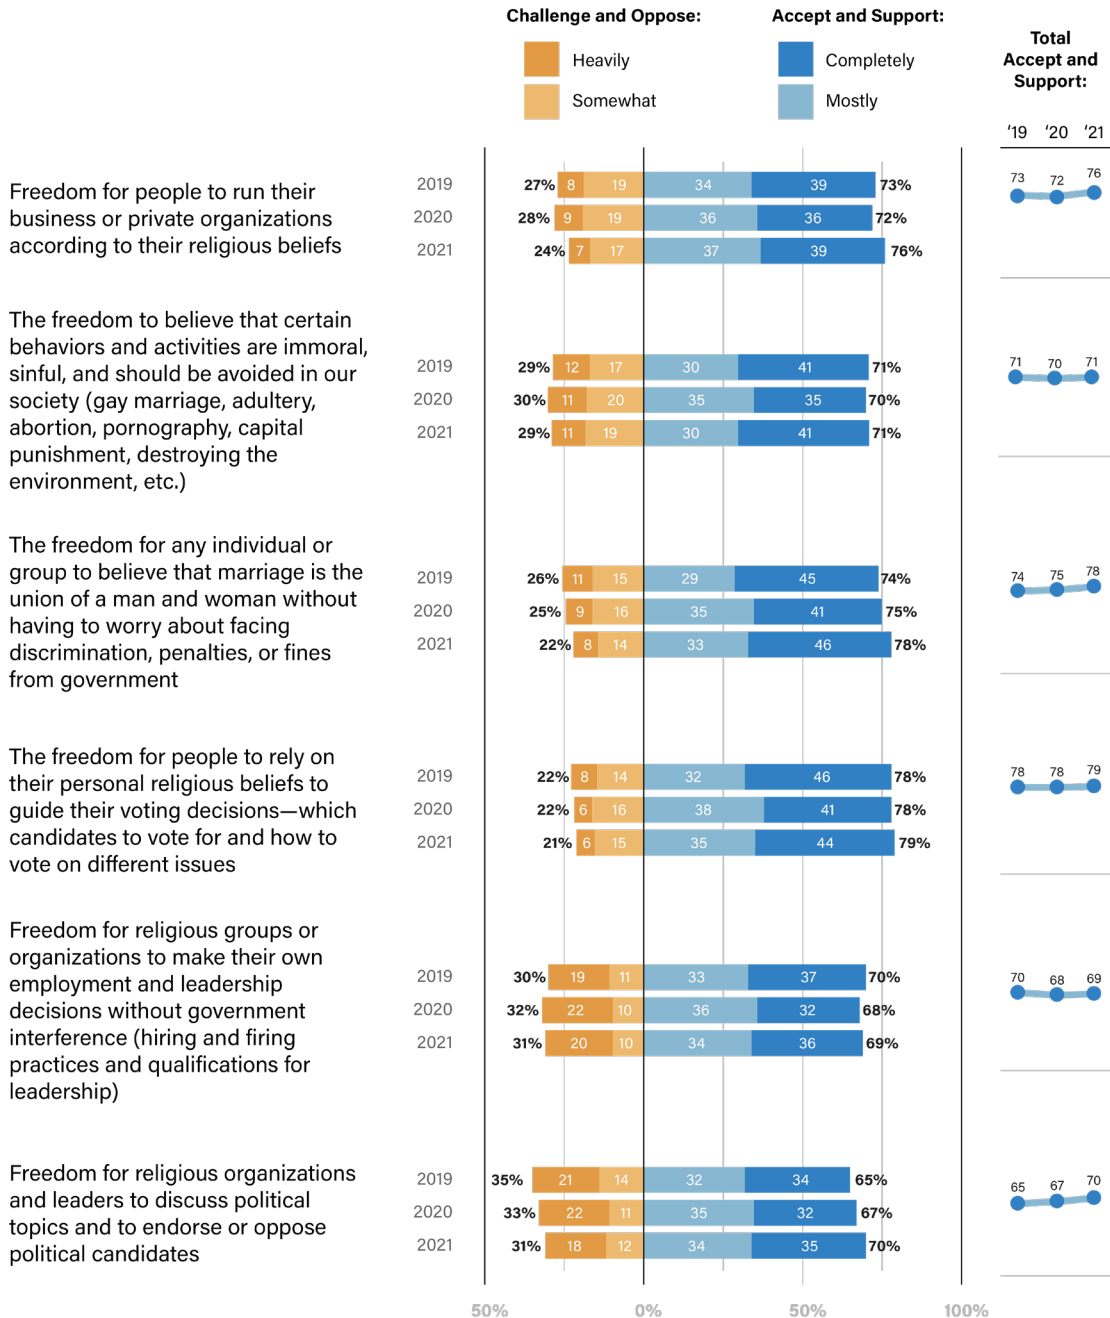 Challenge and Oppose:
Accept and Support:
Heavily
Completely
Somewhat
Mostly
Total
Accept and
Support:
‘19 ‘20 ‘21
Freedom for people to run their
business or private organizations
according to their religious beliefs
2019 27% 8 19 34 39 73%
2020 28% 9 19 36 36 72%
2021 24% 7 17 37 39 76%
73 72 76
The freedom to believe that certain
behaviors and activities are immoral,
sinful, and should be avoided in our
society (gay marriage, adultery,
abortion, pornography, capital
punishment, destroying the
environment, etc.)
2019 29% 12 17 30 41 71%
2020 30% 11 20 35 35 70%
2021 29% 11 19 30 41 71%
71 70 71
The freedom for any individual or
group to believe that marriage is the
union of a man and woman without
having to worry about facing
discrimination, penalties, or fines
from government
2019 26% 11 15 29 45 74%
2020 25% 9 16 35 41 75%
2021 22% 8 14 33 46 78%
74 75 78
The freedom for people to rely on
their personal religious beliefs to
guide their voting decisions—which
candidates to vote for and how to
vote on different issues
2019 22% 8 14 32 46 78%
2020 22% 6 16 38 41 78%
2021 21% 6 15 35 44 79%
78 78 79
Freedom for religious groups or
organizations to make their own
employment and leadership
decisions without government
interference (hiring and firing
practices and qualifications for
leadership)
2019 30% 19 11 33 37 70%
2020 32% 22 10 36 32 68%
2021 31% 20 10 34 36 69%
70 68 69
Freedom for religious organizations
and leaders to discuss political
topics and to endorse or oppose
political candidates
2019 35% 21 14 32 34 65%
2020 33% 22 11 35 32 67%
2021 31% 18 12 34 35 70%
65 67 70
50% 0% 50% 100%